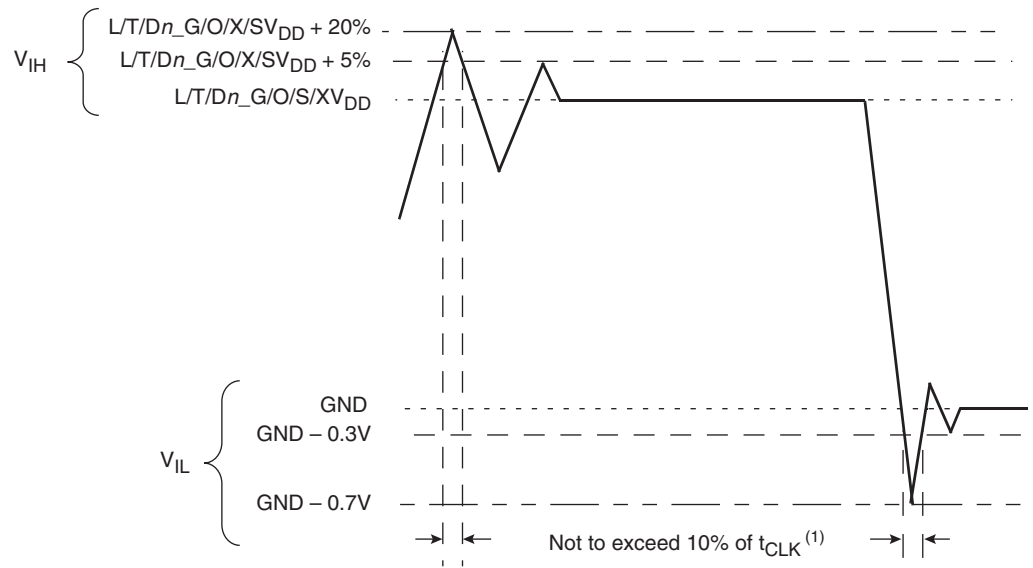 L/T/Dn_G/O/X/SVDD + 20%
VIH
L/T/Dn_G/O/X/SVDD + 5%
L/T/Dn_G/O/S/XVDD
GND
GND – 0.3V
VIL
GND – 0.7V
Not to exceed 10% of tCLK (1)